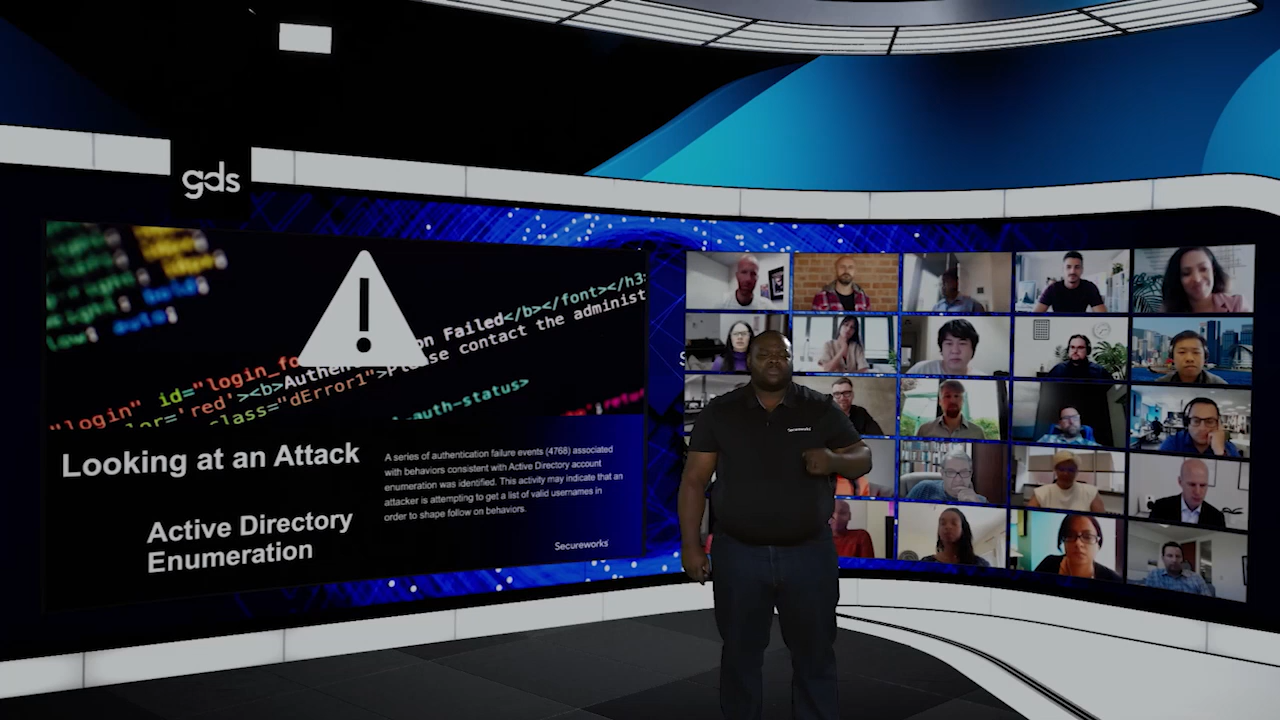 gds
Failed</b></font></h3>
id="login_fo
Please contact the administ
"login"
='red'><b>Authen
class="dError1">
-auth-status>
Looking at an Attack
Active Directory
Enumeration
A series of authentication failure events (4768) associated
with behaviors consistent with Active Directory account
enumeration was identified. This activity may indicate that an
attacker is attempting to get a list of valid usernames in
order to shape follow on behaviors.
Secureworks
Secureworks